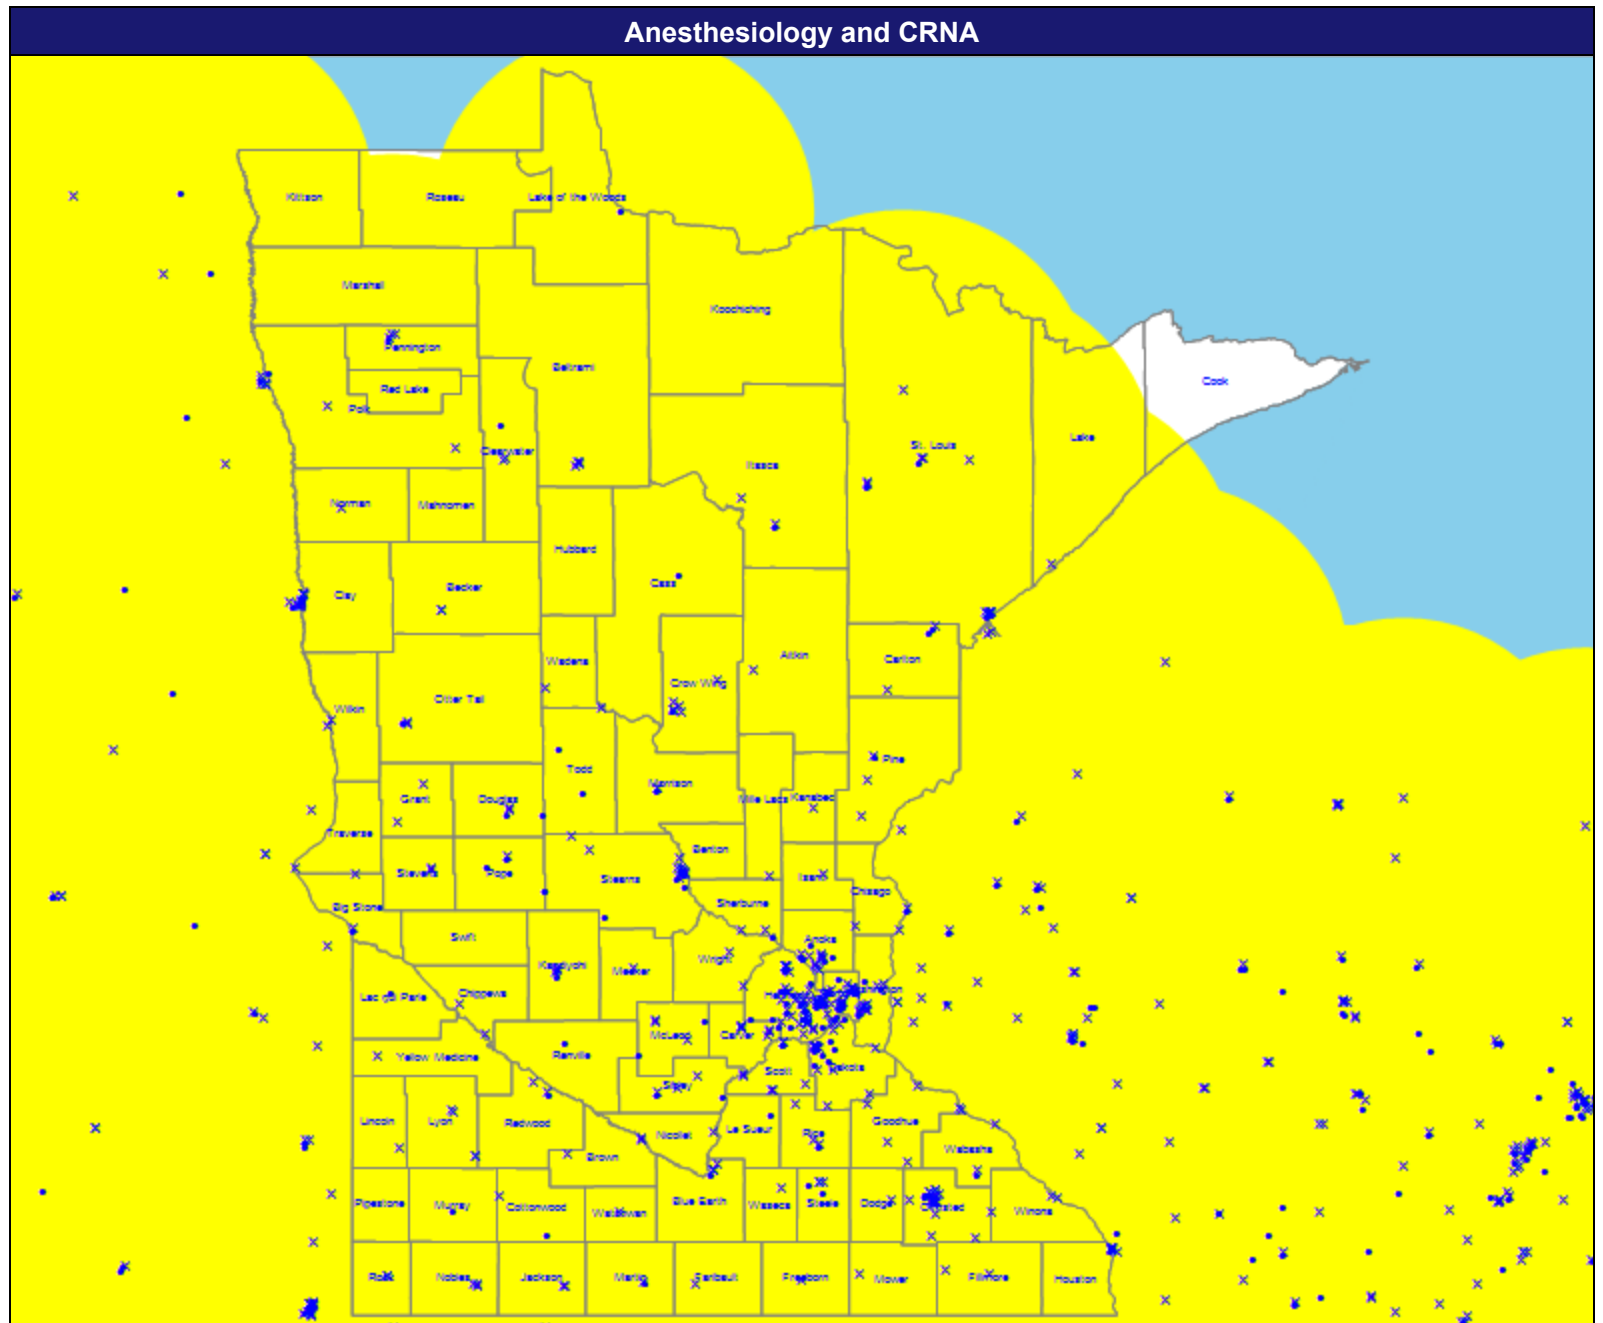 Anesthesiology and CRNA
Kittson
Roseau
Lake of the Woods
Marshall
Koochiching
Pennington
Beltrami
Red Lake
Polk
Cook
Clearwater
St. Louis
Lake
Itasca
Norman
Mahnomen
Hubbard
Cass
Clay
Becker
Wadena
Aitkin
Carlton
Crow Wing
Otter Tail
Wilkin
Pine
Todd
Morrison
Grant
Douglas
Mille Lacs
Kanabec
Traverse
Benton
Stevens
Pope
Stearns
Isanti
Chisago
Big Stone
Sherburne
Swift
Anoka
Kandiyohi
Meeker
Wright
Lac qui Parle
Chippewa
McLeod
Carver
Yellow Medicine
Renville
Scott
Dakota
Sibley
Lincoln
Lyon
Redwood
Nicollet
Le Sueur
Rice
Goodhue
Brown
Wabasha
Pipestone
Murray
Cottonwood
Watonwan
Blue Earth
Waseca
Steele
Dodge
Olmsted
Winona
Rock
Nobles
Jackson
Martin
Faribault
Freeborn
Mower
Fillmore
Houston